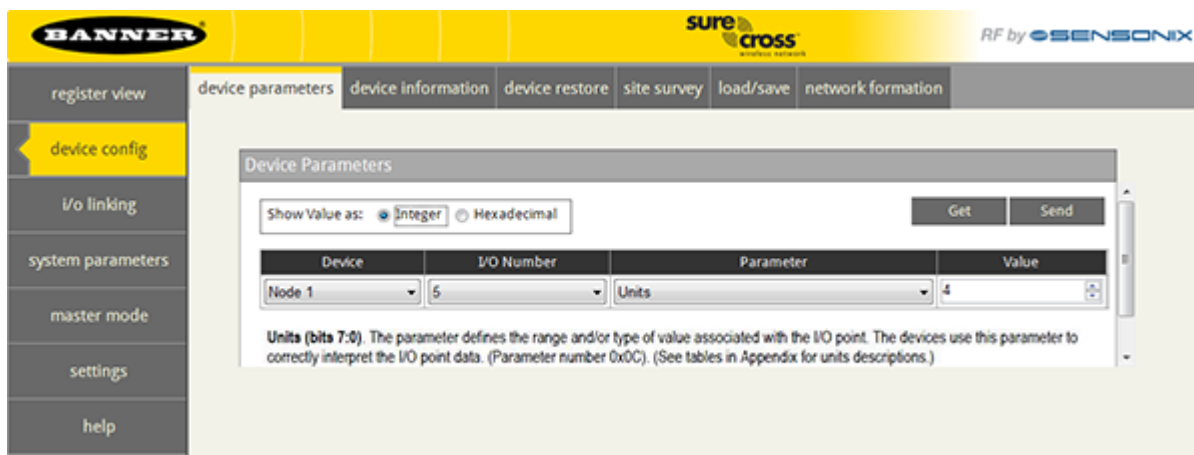 BANNER
sure cross
wireless network
RF by SENSONIX
register view
device config
i/o linking
system parameters
master mode
settings
help
device parameters device information device restore site survey load/save network formation
Device Parameters
Show Value as: Integer Hexadecimal
Get Send
Device I/O Number Parameter Value
Node 1 5 Units 4
Units (bits 7:0). The parameter defines the range and/or type of value associated with the I/O point. The devices use this parameter to
correctly interpret the I/O point data. (Parameter number 0x0C). (See tables in Appendix for units descriptions.)